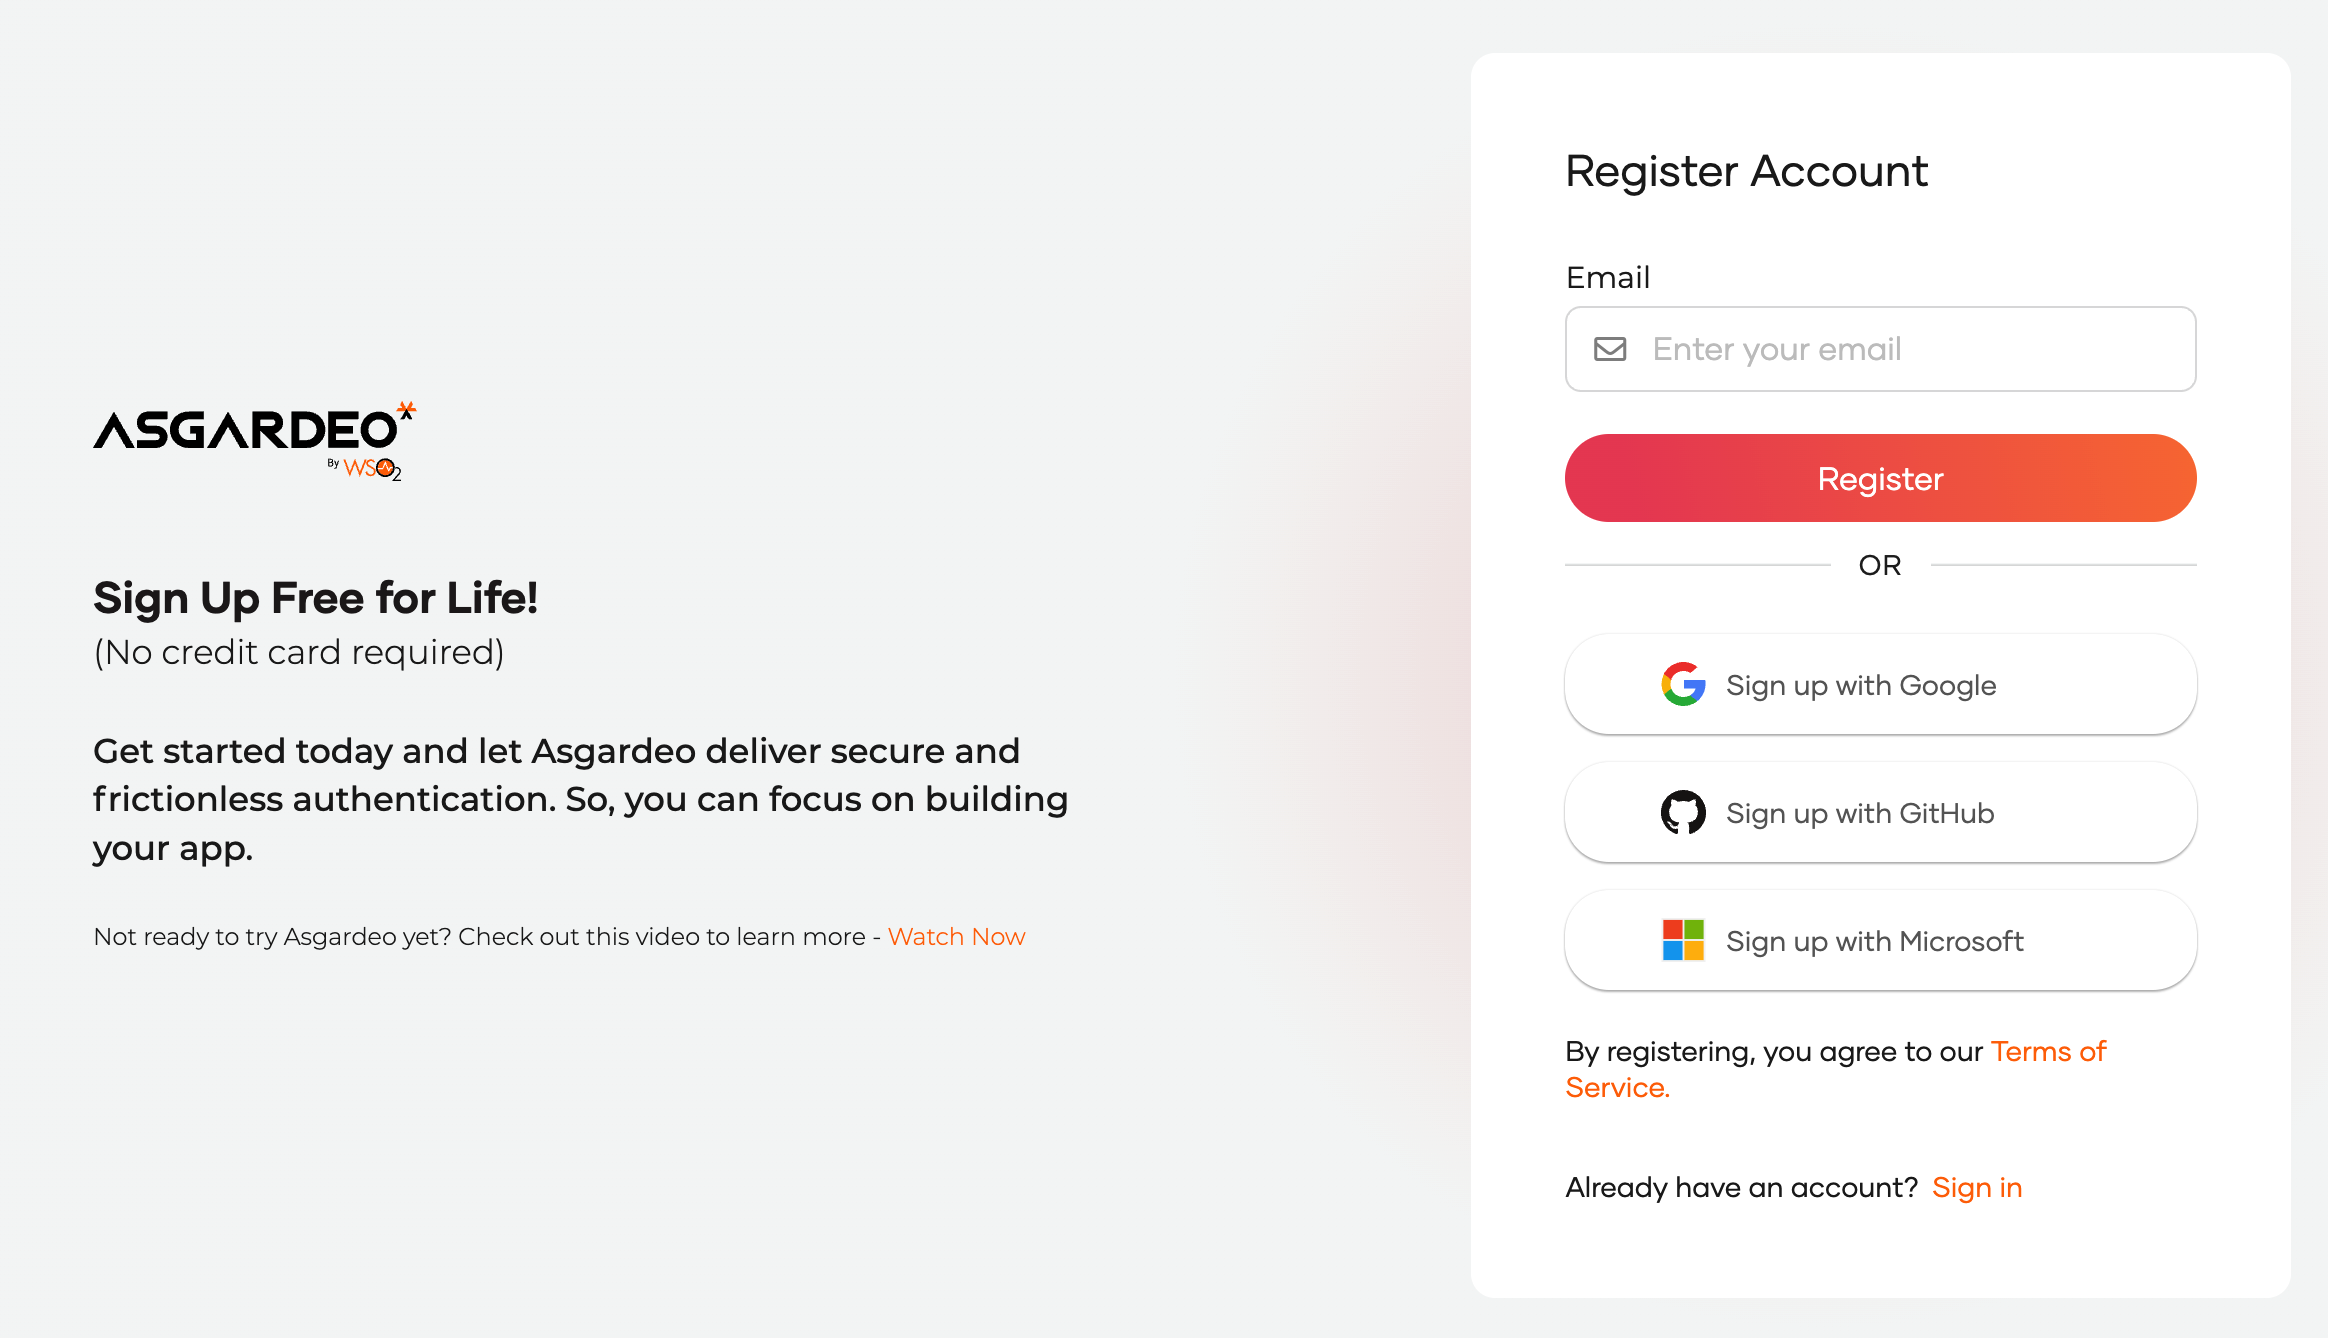 ASGARDEO
By WSO2
Sign Up Free for Life!
(No credit card required)
Get started today and let Asgardeo deliver secure and
frictionless authentication. So, you can focus on building
your app.
Not ready to try Asgardeo yet? Check out this video to learn more - Watch Now
Register Account
Email
Enter your email
Register
OR
Sign up with Google
Sign up with GitHub
Sign up with Microsoft
By registering, you agree to our Terms of
Service.
Already have an account? Sign in